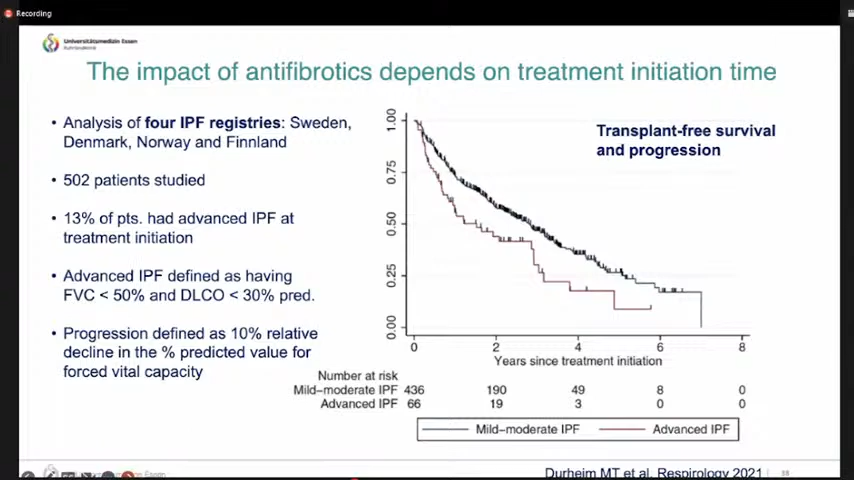 Recording
Universitätsmedizin Essen
The impact of antifibrotics depends on treatment initiation time
• Analysis of four IPF registries: Sweden,
Denmark, Norway and Finnland
• 502 patients studied
• 13% of pts. had advanced IPF at
treatment initiation
• Advanced IPF defined as having
FVC < 50% and DLCO < 30% pred.
• Progression defined as 10% relative
decline in the % predicted value for
forced vital capacity
Transplant-free survival
and progression
1.00
0.75
0.50
0.25
0.00
0 2 4 6 8
Years since treatment initiation
Number at risk
Mild–moderate IPF 436 190 49 8 0
Advanced IPF 66 19 3 0 0
Mild–moderate IPF Advanced IPF
Durheim MT et al. Respirology 2021